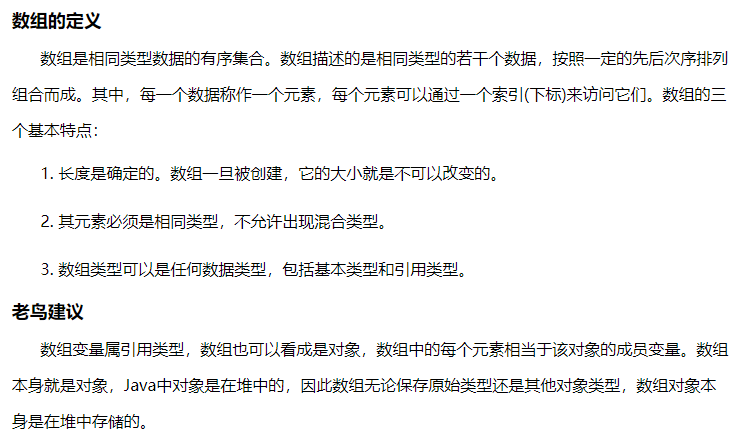 数组的定义
数组是相同类型数据的有序集合。数组描述的是相同类型的若干个数据，按照一定的先后次序排列
组合而成。其中，每一个数据称作一个元素，每个元素可以通过一个索引(下标)来访问它们。数组的三
个基本特点：
1. 长度是确定的。数组一旦被创建，它的大小就是不可以改变的。
2. 其元素必须是相同类型，不允许出现混合类型。
3. 数组类型可以是任何数据类型，包括基本类型和引用类型。
老鸟建议
数组变量属引用类型，数组也可以看成是对象，数组中的每个元素相当于该对象的成员变量。数组
本身就是对象，Java中对象是在堆中的，因此数组无论保存原始类型还是其他对象类型，数组对象本
身是在堆中存储的。